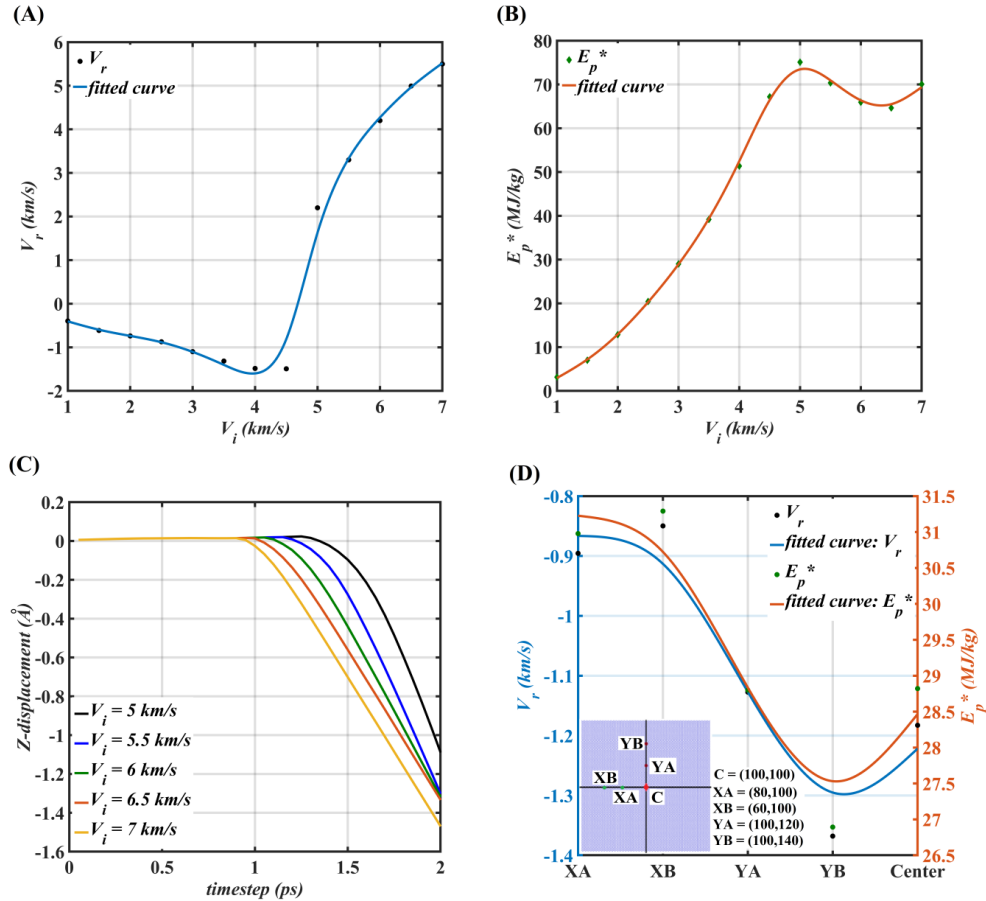 (A)
6
5
4
3
2
1
0
-1
-2
1
2
3
4
5
6
7
V_r (km/s)
V_i (km/s)
V_r
fitted curve
(B)
80
70
60
50
40
30
20
10
0
1
2
3
4
5
6
7
E_p* (MJ/kg)
V_i (km/s)
E_p*
fitted curve
(C)
0.2
0
-0.2
-0.4
-0.6
-0.8
-1
-1.2
-1.4
-1.6
0
0.5
1
1.5
2
Z-displacement (Å)
timestep (ps)
V_i = 5 km/s
V_i = 5.5 km/s
V_i = 6 km/s
V_i = 6.5 km/s
V_i = 7 km/s
(D)
-0.8
-0.9
-1
-1.1
-1.2
-1.3
-1.4
V_r (km/s)
31.5
31
30.5
30
29.5
29
28.5
28
27.5
27
26.5
E_p* (MJ/kg)
XA
XB
YA
YB
Center
V_r
fitted curve: V_r
E_p*
fitted curve: E_p*
YB
YA
XB
XA
C
C = (100,100)
XA = (80,100)
XB = (60,100)
YA = (100,120)
YB = (100,140)